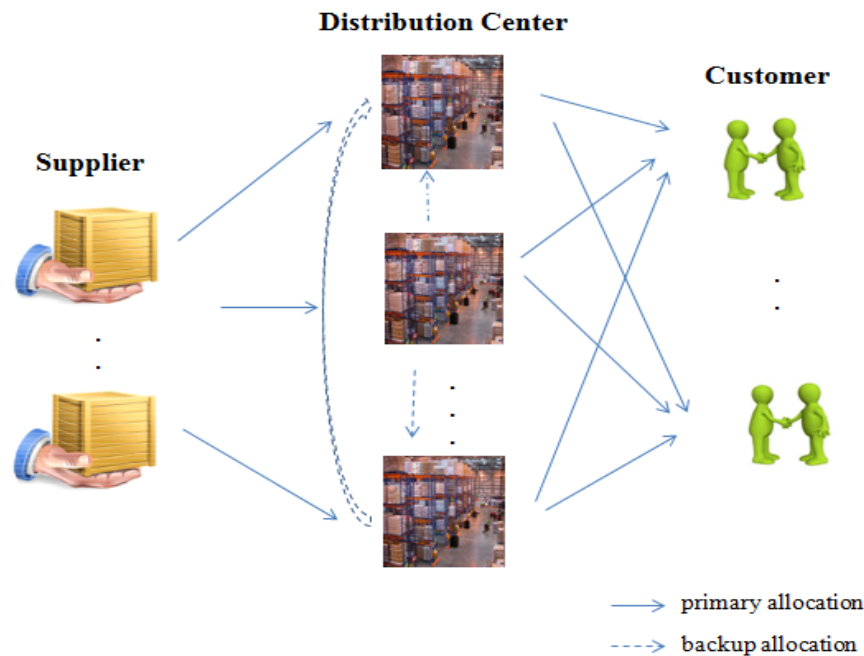 Distribution Center
Customer
Supplier
primary allocation
backup allocation